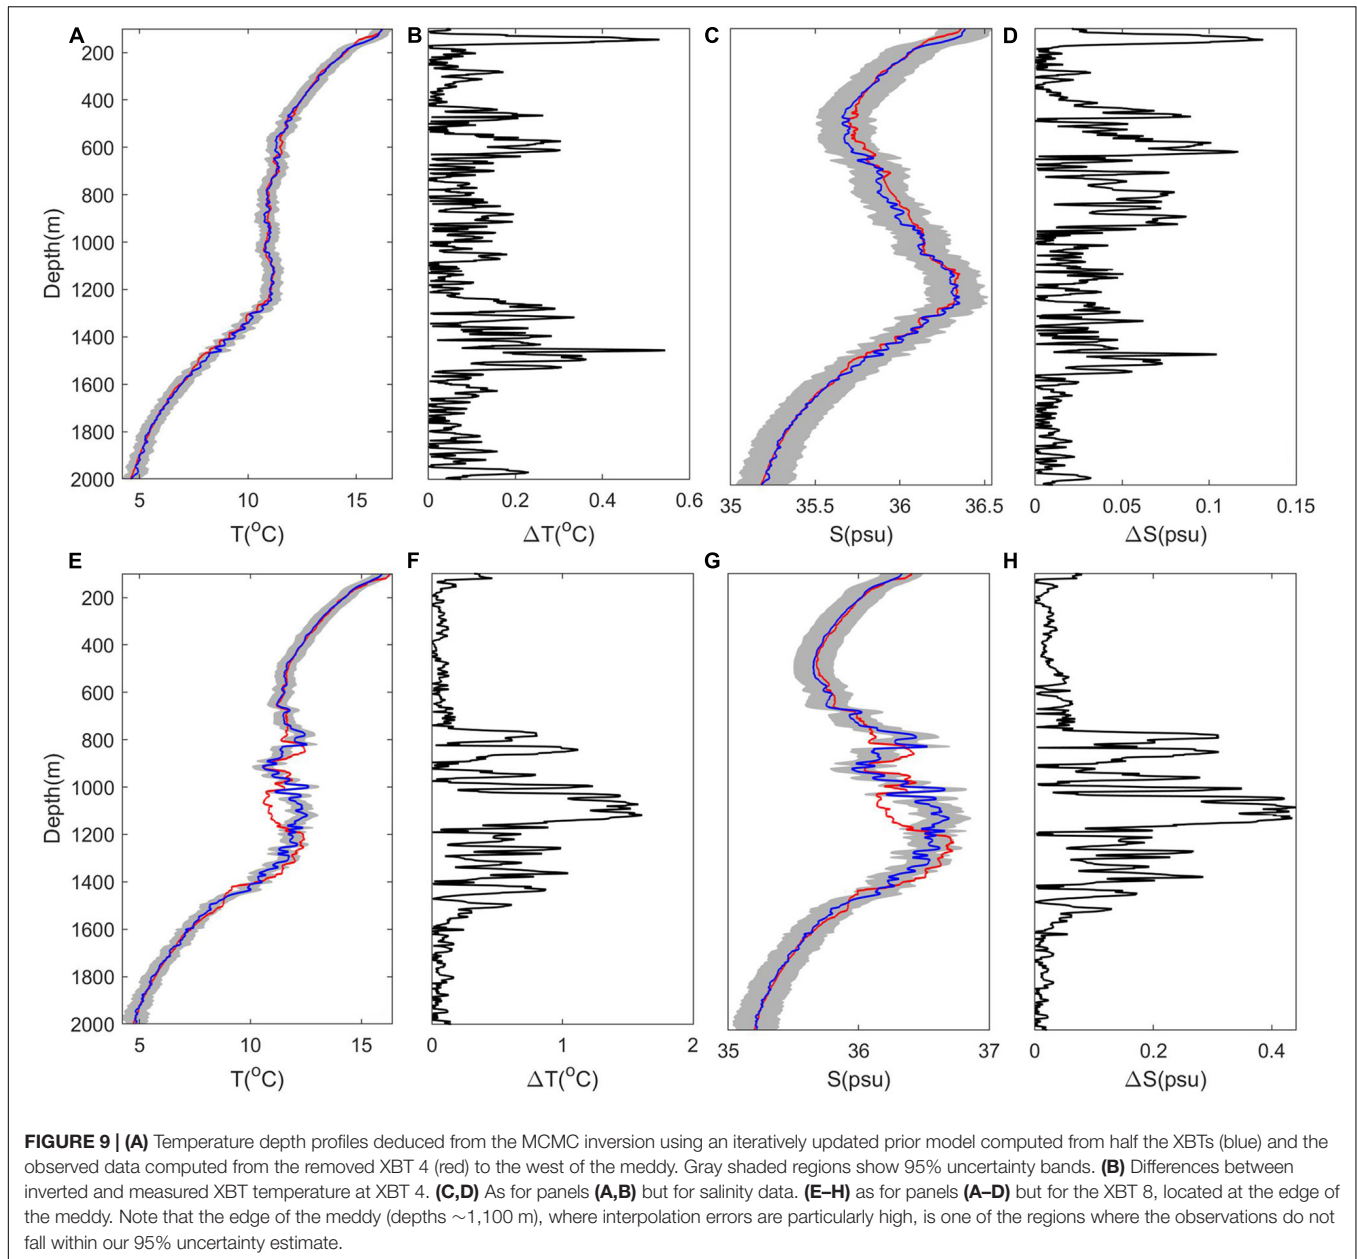 A
B
C
D
200
400
600
800
1000
1200
1400
1600
1800
2000
Depth(m)
5 10 15
T(°C)
0 0.2 0.4 0.6
ΔT(°C)
35 35.5 36 36.5
S(psu)
0 0.05 0.1 0.15
ΔS(psu)
E
F
G
H
200
400
600
800
1000
1200
1400
1600
1800
2000
Depth(m)
5 10 15
T(°C)
0 1 2
ΔT(°C)
35 36 37
S(psu)
0 0.2 0.4
ΔS(psu)
FIGURE 9 | (A) Temperature depth profiles deduced from the MCMC inversion using an iteratively updated prior model computed from half the XBTs (blue) and the
observed data computed from the removed XBT 4 (red) to the west of the meddy. Gray shaded regions show 95% uncertainty bands. (B) Differences between
inverted and measured XBT temperature at XBT 4. (C,D) As for panels (A,B) but for salinity data. (E–H) as for panels (A–D) but for the XBT 8, located at the edge of
the meddy. Note that the edge of the meddy (depths ∼1,100 m), where interpolation errors are particularly high, is one of the regions where the observations do not
fall within our 95% uncertainty estimate.